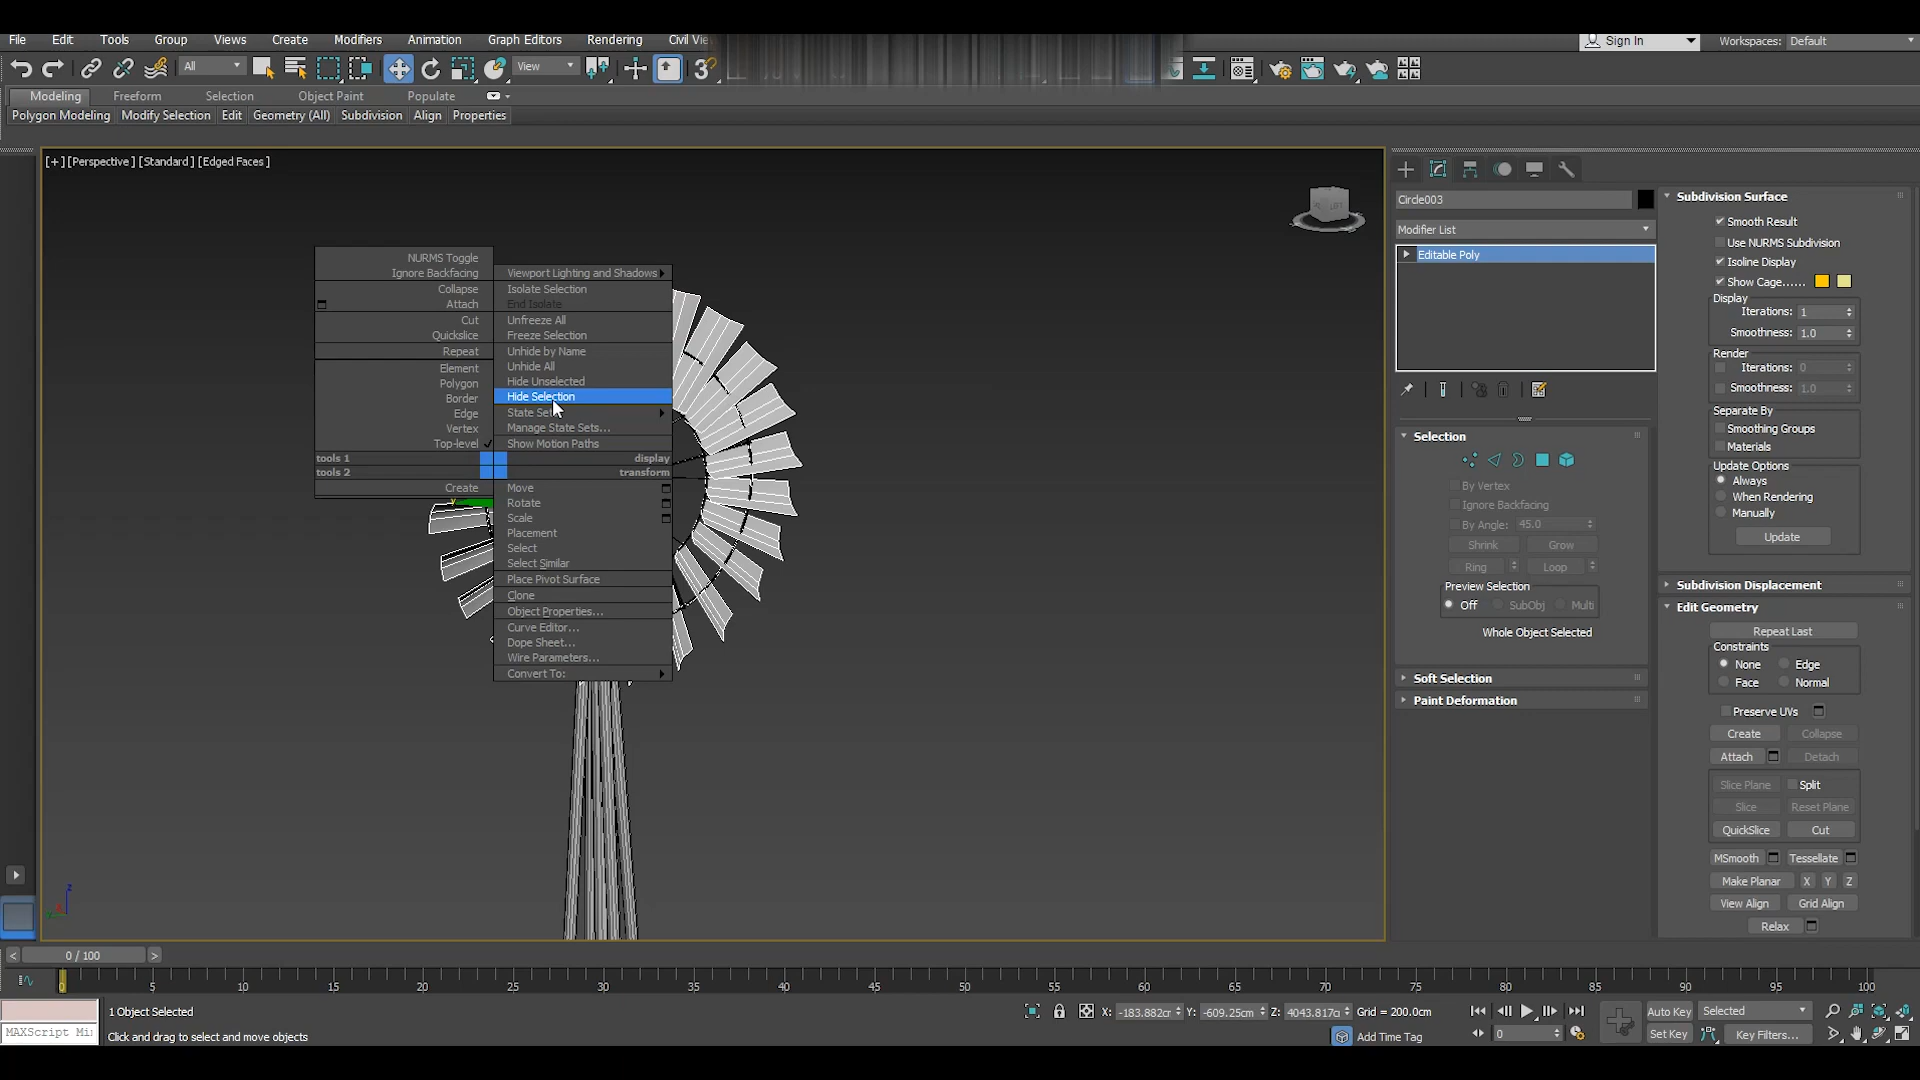 File Edit Tools Group Views Create Modifiers Animation Graph Editors Rendering Civil Vie
Sign In Workspaces: Default
All View
Modeling Freeform Selection Object Paint Populate
Polygon Modeling Modify Selection Edit Geometry (All) Subdivision Align Properties
[+] [Perspective ] [Standard ] [Edged Faces ]
NURMS Toggle
Ignore Backfacing
Collapse
Attach
Cut
Quickslice
Repeat
Element
Polygon
Border
Edge
Vertex
Top-level
tools 1
tools 2
Create
Viewport Lighting and Shadows
Isolate Selection
End Isolate
Unfreeze All
Freeze Selection
Unhide by Name
Unhide All
Hide Unselected
Hide Selection
State Set
Manage State Sets...
Show Motion Paths
display
transform
Move
Rotate
Scale
Placement
Select
Select Similar
Place Pivot Surface
Clone
Object Properties...
Curve Editor...
Dope Sheet...
Wire Parameters...
Convert To:
Circle003
Modifier List
Editable Poly
Selection
By Vertex
Ignore Backfacing
By Angle: 45.0
Shrink Grow
Ring Loop
Preview Selection
Off SubObj Multi
Whole Object Selected
Soft Selection
Paint Deformation
Subdivision Surface
Smooth Result
Use NURMS Subdivision
Isoline Display
Show Cage......
Display
Iterations: 1
Smoothness: 1.0
Render
Iterations: 0
Smoothness: 1.0
Separate By
Smoothing Groups
Materials
Update Options
Always
When Rendering
Manually
Update
Subdivision Displacement
Edit Geometry
Repeat Last
Constraints
None Edge
Face Normal
Preserve UVs
Create Collapse
Attach Detach
Slice Plane Split
Slice Reset Plane
QuickSlice Cut
MSmooth Tessellate
Make Planar X Y Z
View Align Grid Align
Relax
z
< 0 / 100 >
0 5 10 15 20 25 30 35 40 45 50 55 60 65 70 75 80 85 90 95 100
1 Object Selected
X: -183.882cr Y: -609.25cm Z: 4043.817c Grid = 200.0cm
Auto Key Selected
MAXScript Mi
Click and drag to select and move objects
Add Time Tag
0
Set Key Key Filters...